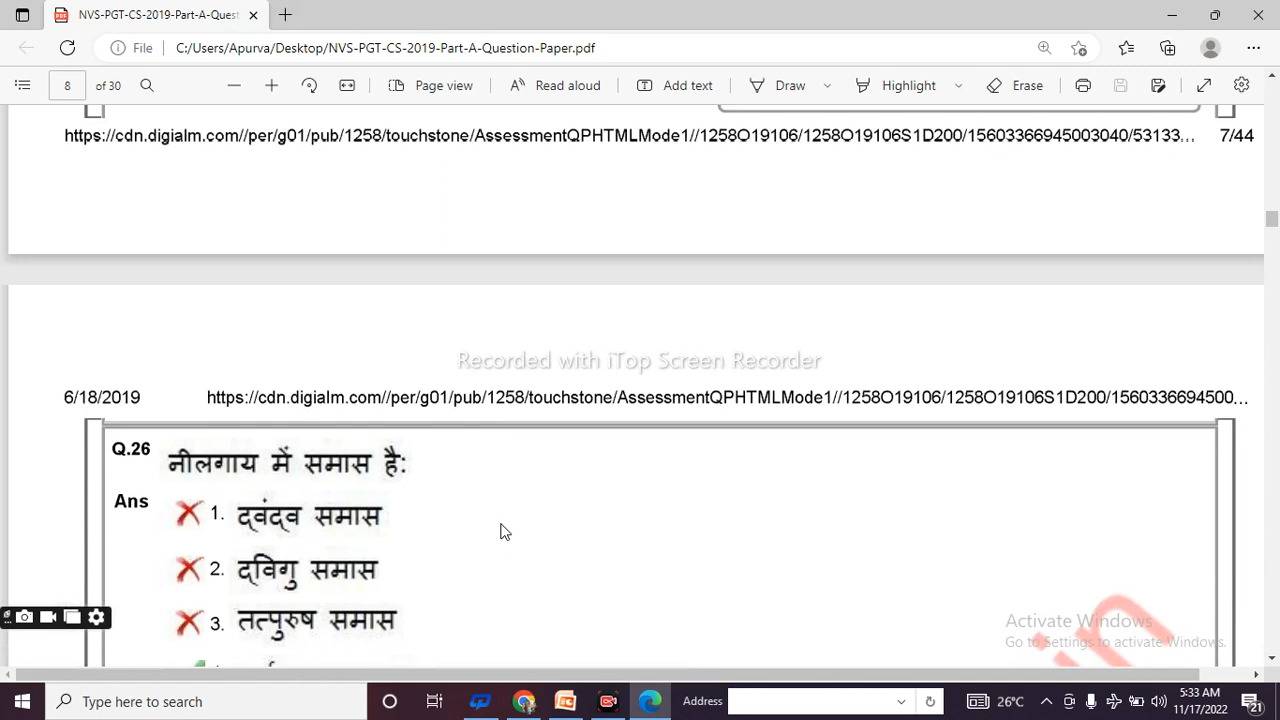 NVS-PGT-CS-2019-Part-A-Quest
File C:/Users/Apurva/Desktop/NVS-PGT-CS-2019-Part-A-Question-Paper.pdf
8 of 30 Page view Read aloud Add text Draw Highlight Erase
https://cdn.digialm.com//per/g01/pub/1258/touchstone/AssessmentQPHTMLMode1//1258O19106/1258O19106S1D200/15603366945003040/53133... 7/44
Recorded with iTop Screen Recorder
6/18/2019 https://cdn.digialm.com//per/g01/pub/1258/touchstone/AssessmentQPHTMLMode1//1258O19106/1258O19106S1D200/1560336694500...
Q.26 नीलगाय में समास है:
Ans 1. द्वंद्व समास
2. द्विगु समास
3. तत्पुरुष समास
Activate Windows
Go to Settings to activate Windows.
Type here to search Address 26°C 5:33 AM
11/17/2022 21